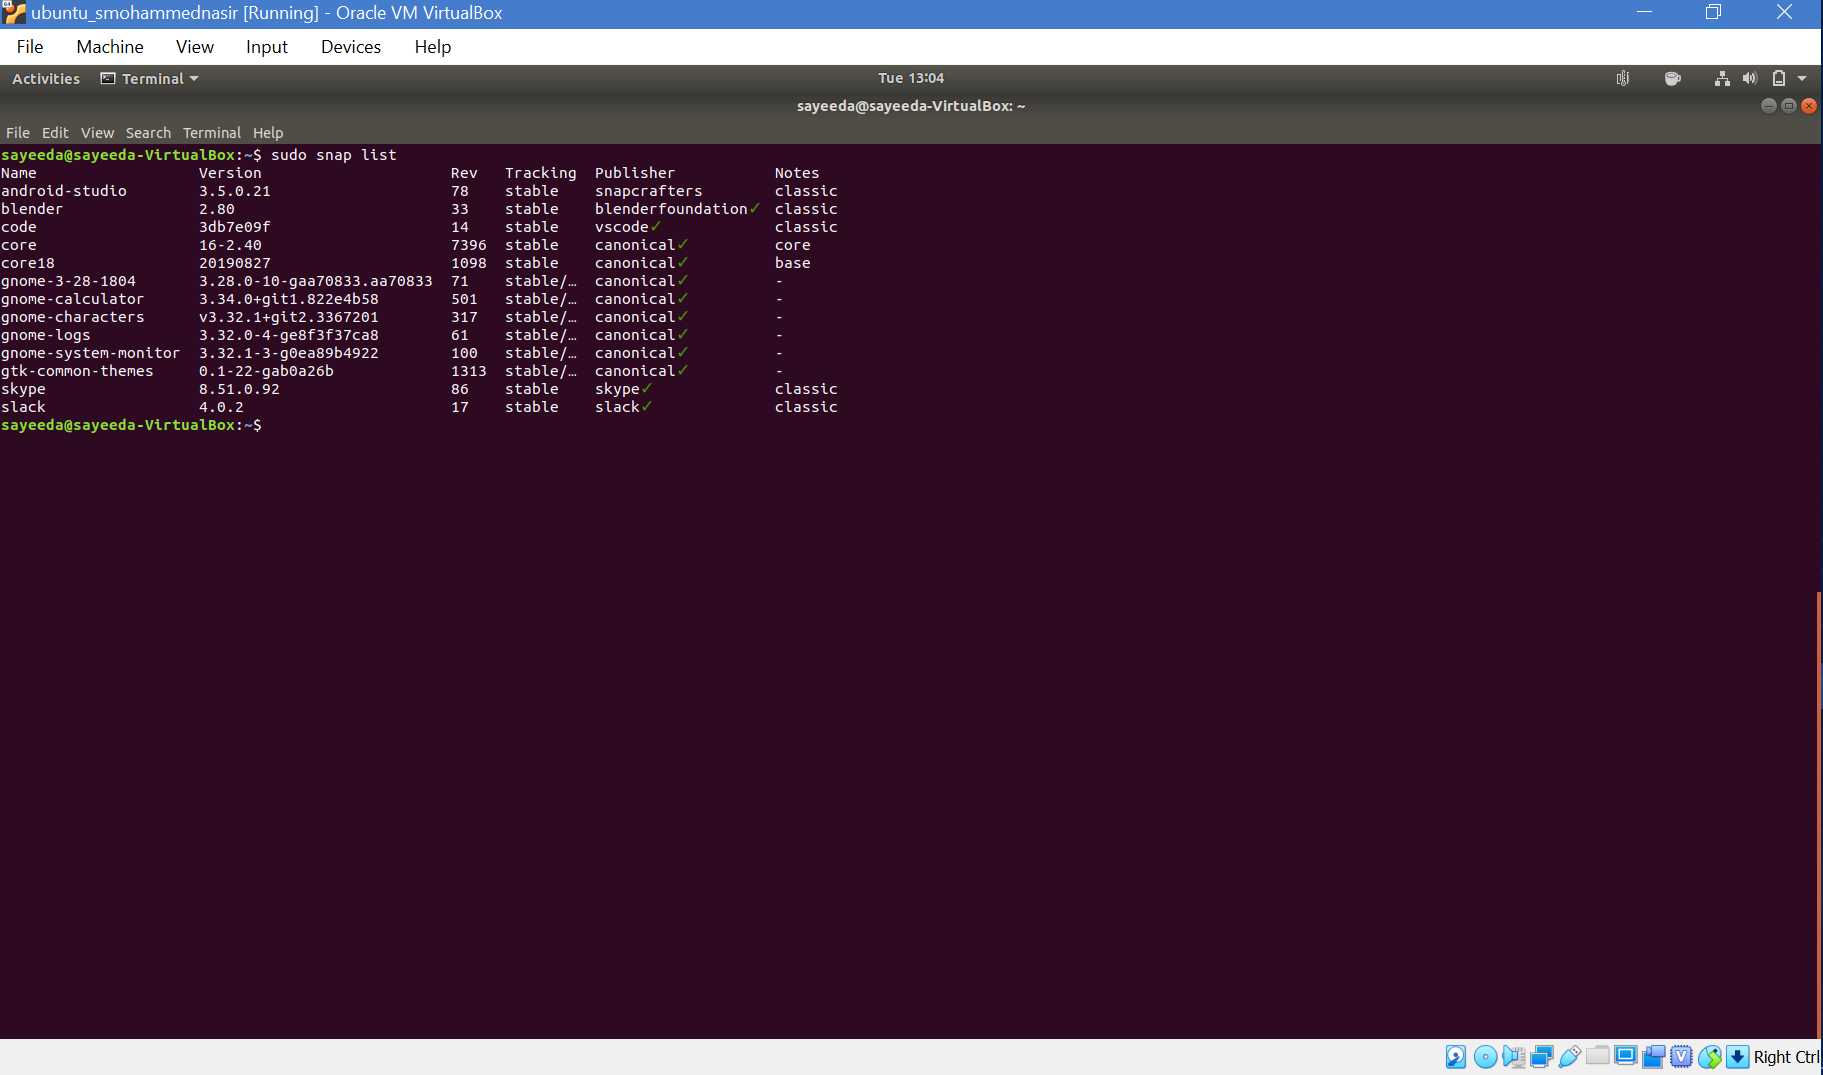 ubuntu_smohammednasir [Running] - Oracle VM VirtualBox
File Machine View Input Devices Help
Activities Terminal Tue 13:04
sayeeda@sayeeda-VirtualBox: ~
File Edit View Search Terminal Help
sayeeda@sayeeda-VirtualBox:~$ sudo snap list
Name Version Rev Tracking Publisher Notes
android-studio 3.5.0.21 78 stable snapcrafters classic
blender 2.80 33 stable blenderfoundation✓ classic
code 3db7e09f 14 stable vscode✓ classic
core 16-2.40 7396 stable canonical✓ core
core18 20190827 1098 stable canonical✓ base
gnome-3-28-1804 3.28.0-10-gaa70833.aa70833 71 stable/… canonical✓ -
gnome-calculator 3.34.0+git1.822e4b58 501 stable/… canonical✓ -
gnome-characters v3.32.1+git2.3367201 317 stable/… canonical✓ -
gnome-logs 3.32.0-4-ge8f3f37ca8 61 stable/… canonical✓ -
gnome-system-monitor 3.32.1-3-g0ea89b4922 100 stable/… canonical✓ -
gtk-common-themes 0.1-22-gab0a26b 1313 stable/… canonical✓ -
skype 8.51.0.92 86 stable skype✓ classic
slack 4.0.2 17 stable slack✓ classic
sayeeda@sayeeda-VirtualBox:~$
Right Ctrl